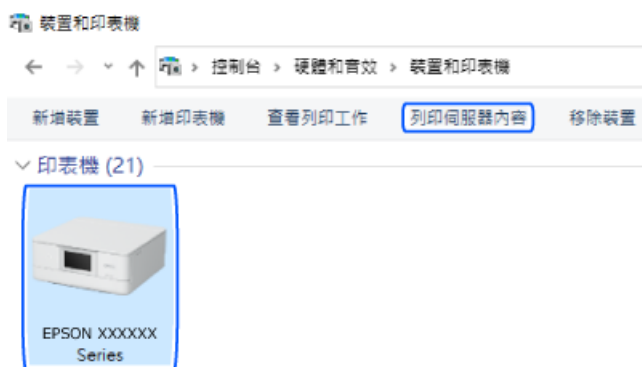 裝置和印表機
控制台 > 硬體和音效 > 裝置和印表機
新增裝置 新增印表機 查看列印工作 列印伺服器內容 移除裝置
印表機 (21)
EPSON XXXXXX
Series